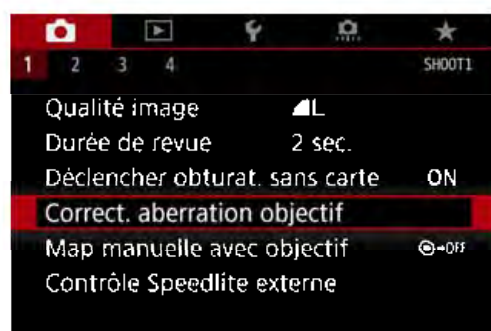 1 2 3 4 SHOOT1
Qualité image L
Durée de revue 2 sec.
Déclencher obturat. sans carte ON
Correct. aberration objectif
Map manuelle avec objectif →OFF
Contrôle Speedlite externe